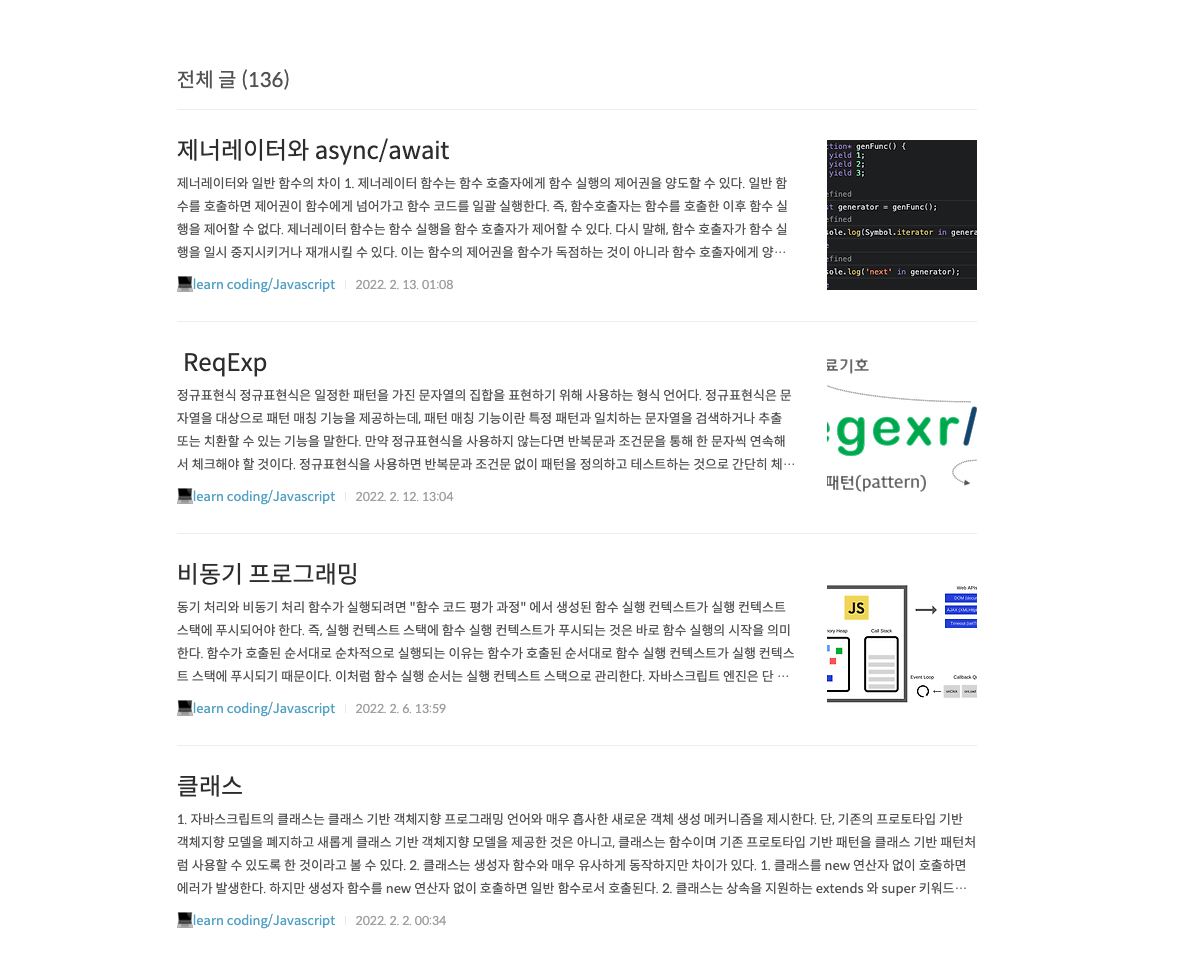 전체 글 (136)
제너레이터와 async/await
제너레이터와 일반 함수의 차이 1. 제너레이터 함수는 함수 호출자에게 함수 실행의 제어권을 양도할 수 있다. 일반 함
수를 호출하면 제어권이 함수에게 넘어가고 함수 코드를 일괄 실행한다. 즉, 함수호출자는 함수를 호출한 이후 함수 실
행을 제어할 수 없다. 제너레이터 함수는 함수 실행을 함수 호출자가 제어할 수 있다. 다시 말해, 함수 호출자가 함수 실
행을 일시 중지시키거나 재개시킬 수 있다. 이는 함수의 제어권을 함수가 독점하는 것이 아니라 함수 호출자에게 양…
learn coding/Javascript 2022. 2. 13. 01:08
ction* genFunc() {
yield 1;
yield 2;
yield 3;
efined
st generator = genFunc();
efined
sole.log(Symbol.iterator in genera
e
efined
sole.log('next' in generator);
ReqExp
정규표현식 정규표현식은 일정한 패턴을 가진 문자열의 집합을 표현하기 위해 사용하는 형식 언어다. 정규표현식은 문
자열을 대상으로 패턴 매칭 기능을 제공하는데, 패턴 매칭 기능이란 특정 패턴과 일치하는 문자열을 검색하거나 추출
또는 치환할 수 있는 기능을 말한다. 만약 정규표현식을 사용하지 않는다면 반복문과 조건문을 통해 한 문자씩 연속해
서 체크해야 할 것이다. 정규표현식을 사용하면 반복문과 조건문 없이 패턴을 정의하고 테스트하는 것으로 간단히 체…
learn coding/Javascript 2022. 2. 12. 13:04
료기호
egexr/
패턴(pattern)
비동기 프로그래밍
동기 처리와 비동기 처리 함수가 실행되려면 "함수 코드 평가 과정" 에서 생성된 함수 실행 컨텍스트가 실행 컨텍스트
스택에 푸시되어야 한다. 즉, 실행 컨텍스트 스택에 함수 실행 컨텍스트가 푸시되는 것은 바로 함수 실행의 시작을 의미
한다. 함수가 호출된 순서대로 순차적으로 실행되는 이유는 함수가 호출된 순서대로 함수 실행 컨텍스트가 실행 컨텍스
트 스택에 푸시되기 때문이다. 이처럼 함수 실행 순서는 실행 컨텍스트 스택으로 관리한다. 자바스크립트 엔진은 단 …
learn coding/Javascript 2022. 2. 6. 13:59
Web APIs
JS
DOM (docu
AJAX (XMLHttp
Timeout (setT
ory Heap Call Stack
Event Loop Callback Qu
onClick onLoad
클래스
1. 자바스크립트의 클래스는 클래스 기반 객체지향 프로그래밍 언어와 매우 흡사한 새로운 객체 생성 메커니즘을 제시한다. 단, 기존의 프로토타입 기반
객체지향 모델을 폐지하고 새롭게 클래스 기반 객체지향 모델을 제공한 것은 아니고, 클래스는 함수이며 기존 프로토타입 기반 패턴을 클래스 기반 패턴처
럼 사용할 수 있도록 한 것이라고 볼 수 있다. 2. 클래스는 생성자 함수와 매우 유사하게 동작하지만 차이가 있다. 1. 클래스를 new 연산자 없이 호출하면
에러가 발생한다. 하지만 생성자 함수를 new 연산자 없이 호출하면 일반 함수로서 호출된다. 2. 클래스는 상속을 지원하는 extends 와 super 키워드…
learn coding/Javascript 2022. 2. 2. 00:34